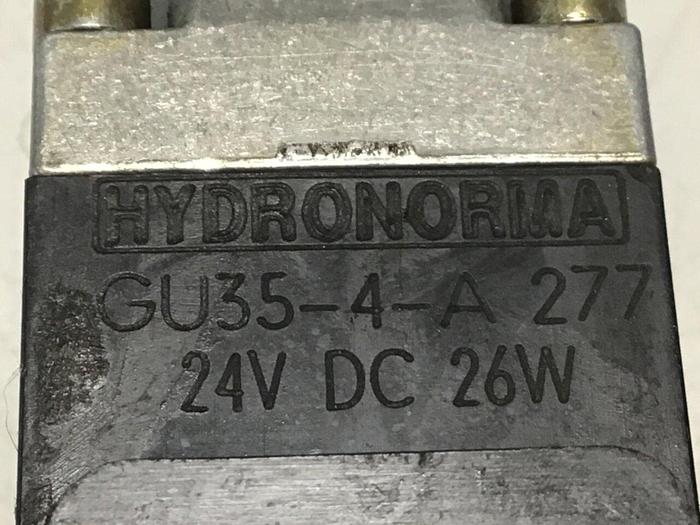 HYDRONORMA
GU35-4-A 277
24V DC 26W